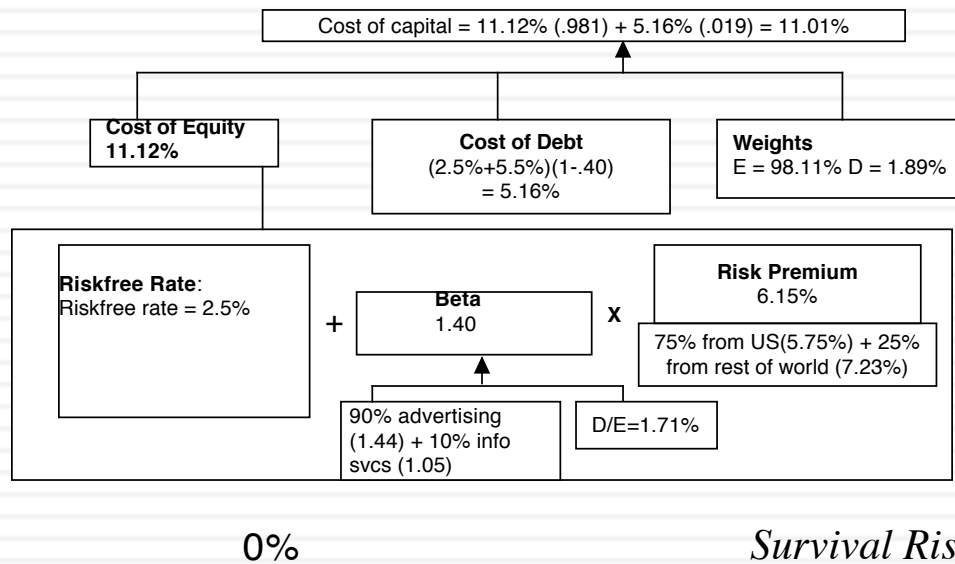 Cost of capital = 11.12% (.981) + 5.16% (.019) = 11.01%
Cost of Equity
11.12%
Cost of Debt
(2.5%+5.5%)(1-.40)
= 5.16%
Weights
E = 98.11% D = 1.89%
Riskfree Rate:
Riskfree rate = 2.5%
+
Beta
1.40
X
Risk Premium
6.15%
75% from US(5.75%) + 25%
from rest of world (7.23%)
90% advertising
(1.44) + 10% info
svcs (1.05)
D/E=1.71%
0%
Survival Ris